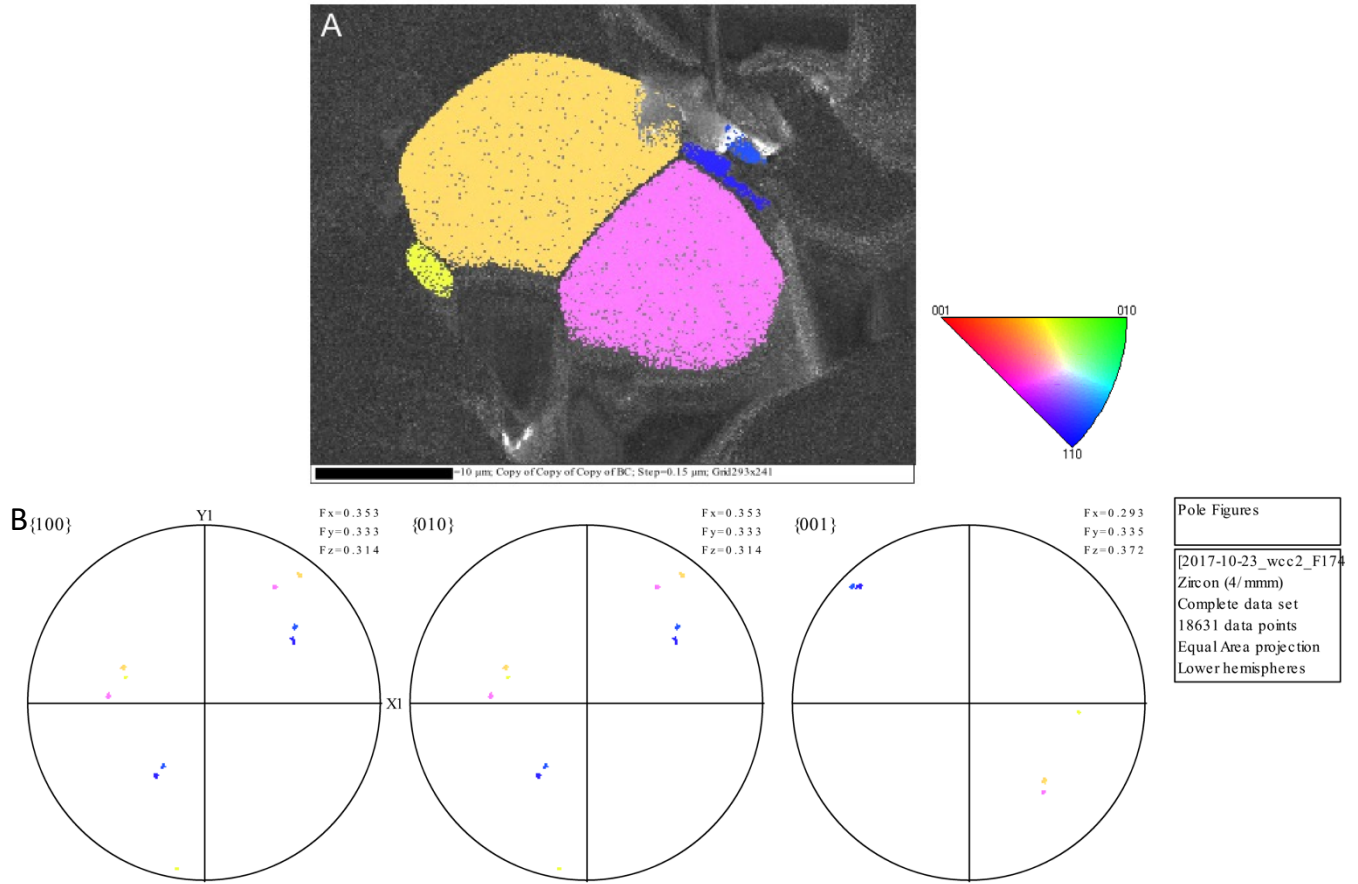 A
001 010
110
=10 μm; Copy of Copy of Copy of BC; Step=0.15 μm; Grid293x241
B
{100}
Y1
Fx=0.353
Fy=0.333
Fz=0.314
X1
{010}
Fx=0.353
Fy=0.333
Fz=0.314
{001}
Fx=0.293
Fy=0.335
Fz=0.372
Pole Figures
[2017-10-23_wcc2_F174
Zircon (4/mmm)
Complete data set
18631 data points
Equal Area projection
Lower hemispheres